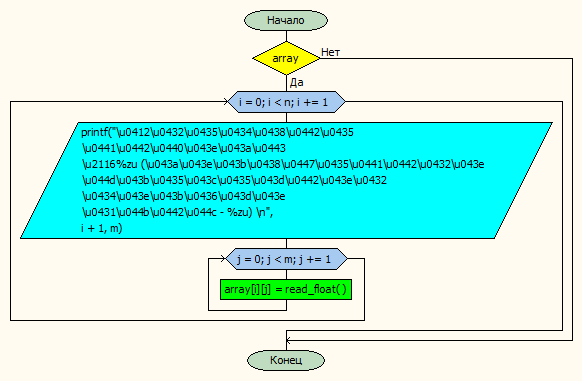 Начало
array
Нет
Да
i = 0; i < n; i += 1
printf("\u0412\u0432\u0435\u0434\u0438\u0442\u0435
\u0441\u0442\u0440\u043e\u043a\u0443
\u2116%zu (\u043a\u043e\u043b\u0438\u0447\u0435\u0441\u0442\u0432\u043e
\u044d\u043b\u0435\u043c\u0435\u043d\u0442\u043e\u0432
\u0434\u043e\u043b\u0436\u043d\u043e
\u0431\u044b\u0442\u044c - %zu) \n",
i + 1, m)
j = 0; j < m; j += 1
array[i][j] = read_float()
Конец